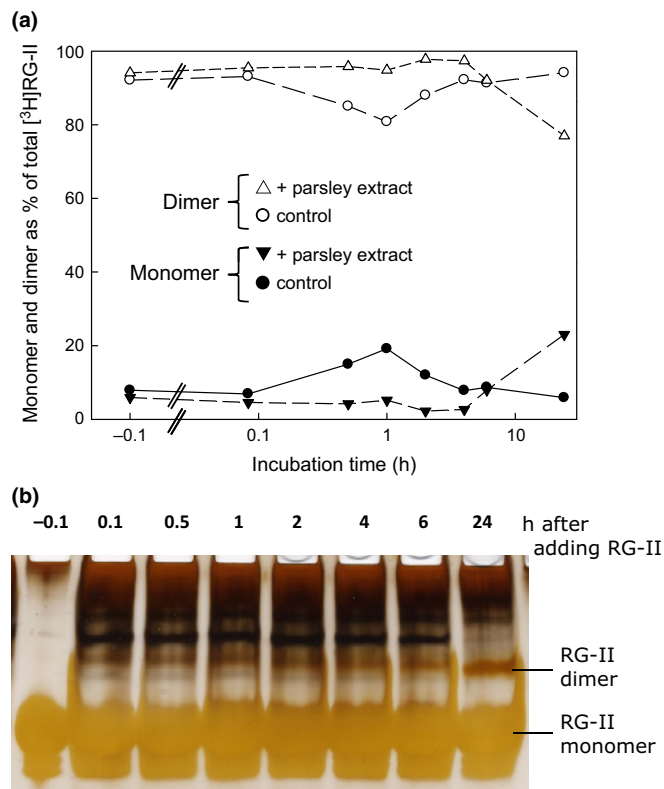 (a)
Monomer and dimer as % of total [³H]RG-II
100
80
60
40
20
0
Dimer
+ parsley extract
control
Monomer
+ parsley extract
control
–0.1
0.1
1
10
Incubation time (h)
(b)
–0.1 0.1 0.5 1 2 4 6 24 h after
adding RG-II
RG-II
dimer
RG-II
monomer